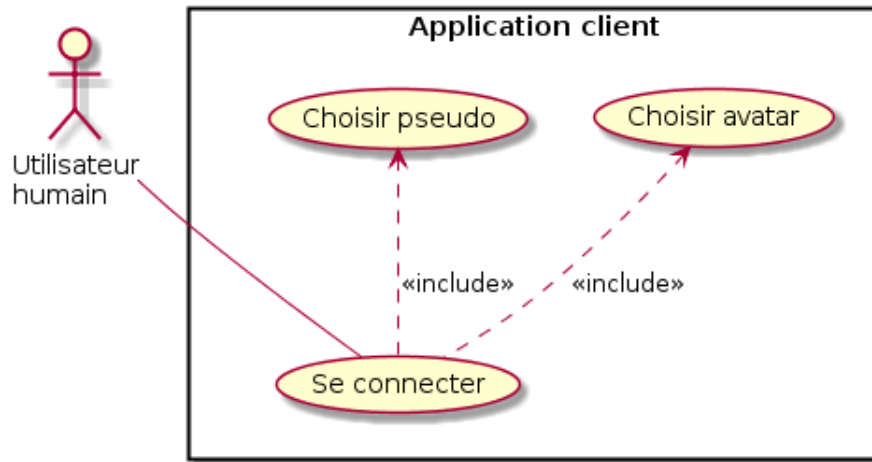 Application client
Choisir pseudo
Choisir avatar
Utilisateur
humain
«include»
«include»
Se connecter